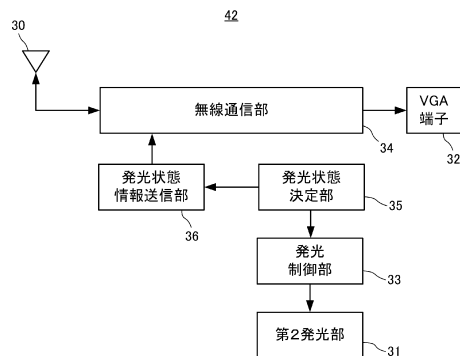 42
30
無線通信部
VGA
端子
34
32
発光状態
情報送信部
発光状態
決定部
36
35
発光
制御部
33
第2発光部
31